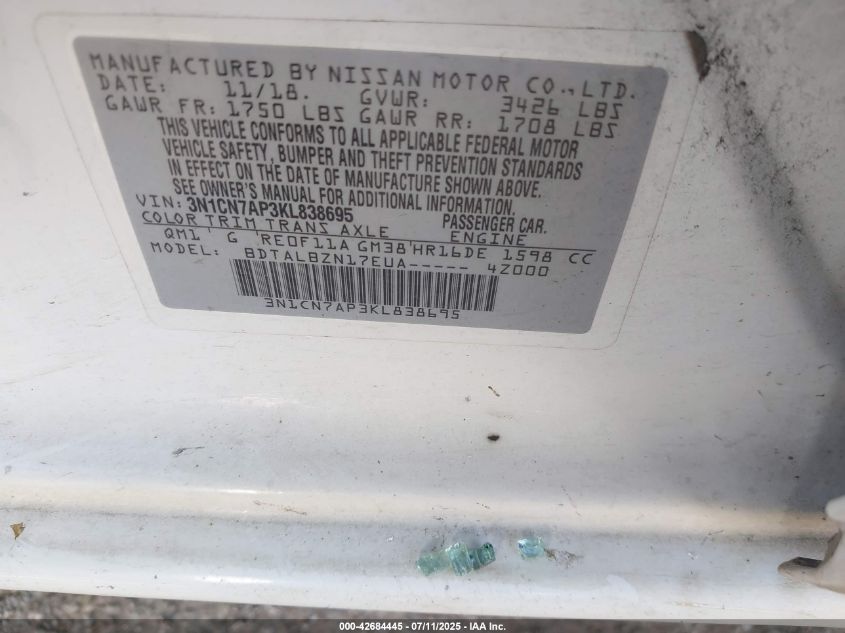 MANUFACTURED BY NISSAN MOTOR CO., LTD.
DATE: 11/18. GVWR: 3426 LBS
GAWR FR: 1750 LBS GAWR RR: 1708 LBS
THIS VEHICLE CONFORMS TO ALL APPLICABLE FEDERAL MOTOR
VEHICLE SAFETY, BUMPER AND THEFT PREVENTION STANDARDS
IN EFFECT ON THE DATE OF MANUFACTURE SHOWN ABOVE.
SEE OWNER'S MANUAL FOR ADDITIONAL INFORMATION.
VIN: 3N1CN7AP3KL838695 PASSENGER CAR.
COLOR TRIM TRANS AXLE ENGINE
QM1' G 'RE0F11A GM38'HR16DE 1598 CC
MODEL: BDTALBZN17EUA----- 4Z000
3N1CN7AP3KL838695
000-42684445 - 07/11/2025 - IAA Inc.